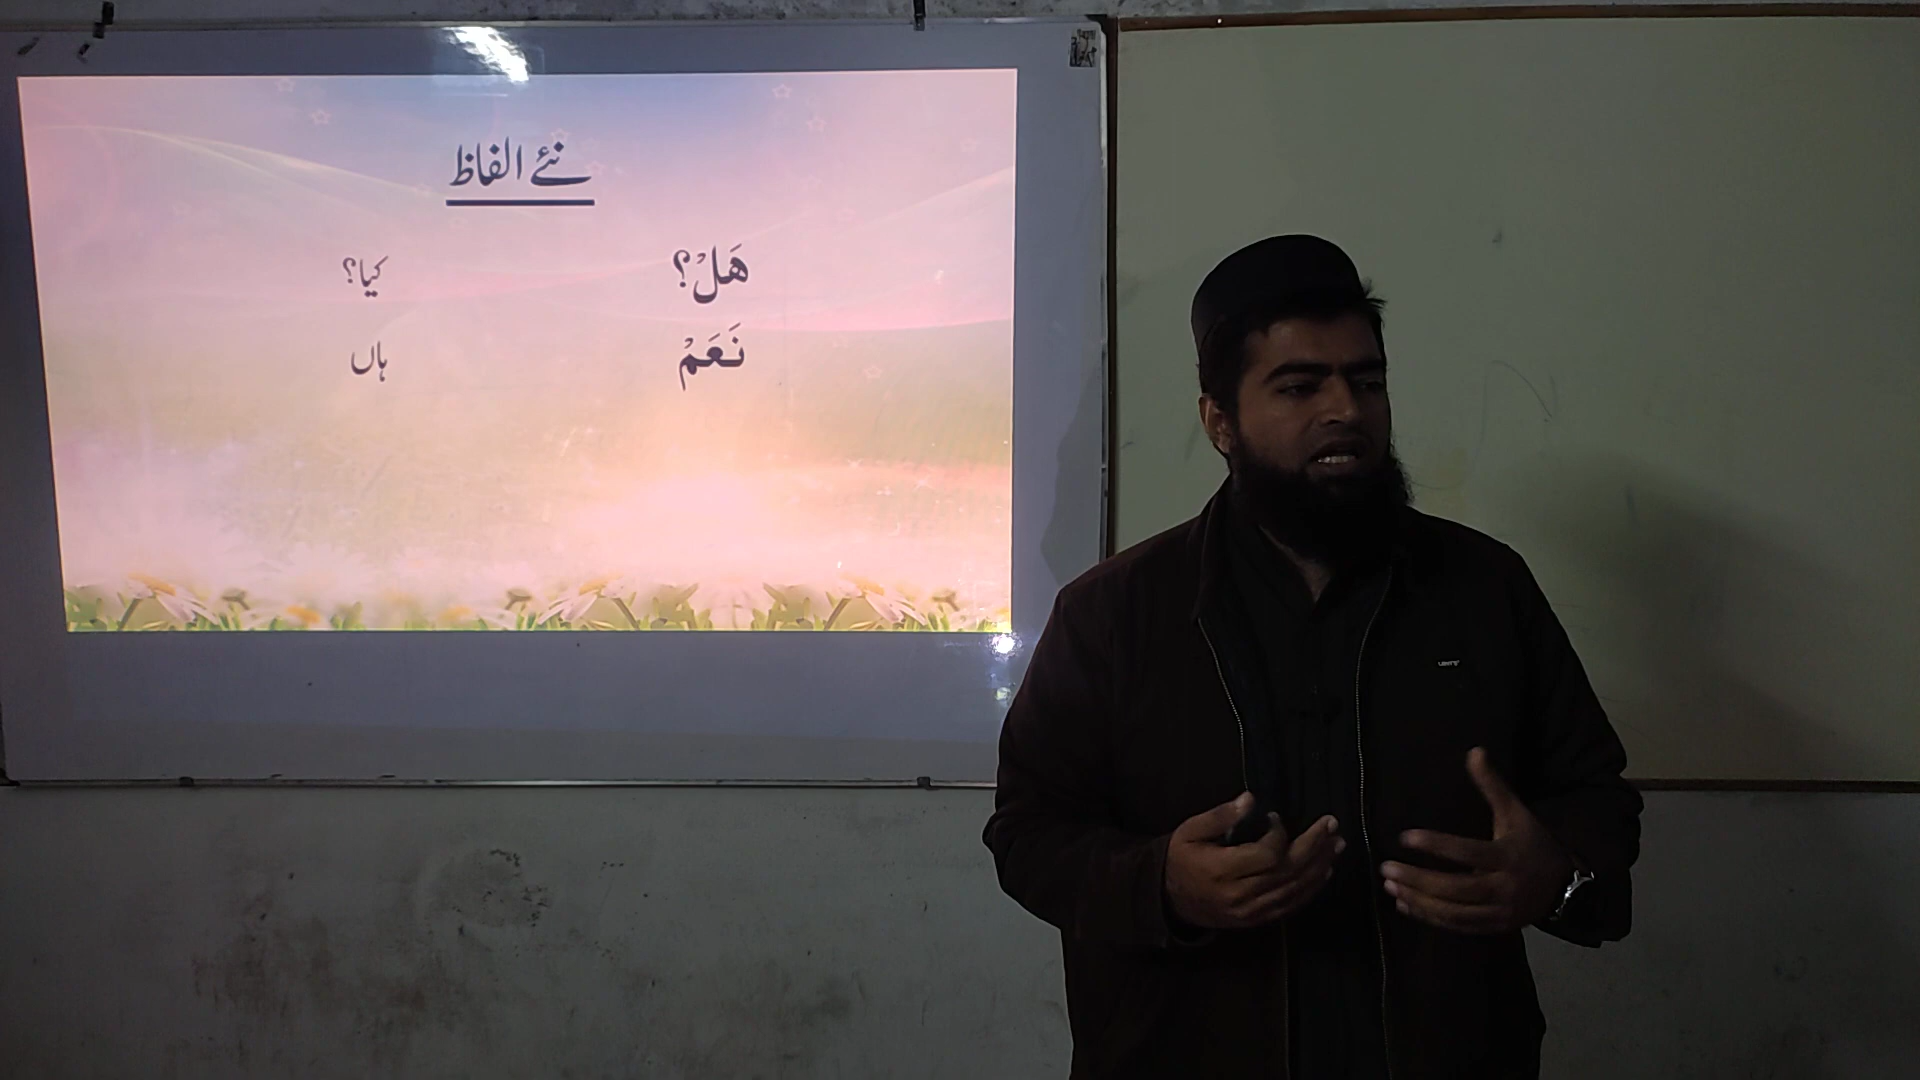 نئے الفاظ
هَلْ؟ کیا؟
نَعَمْ ہاں